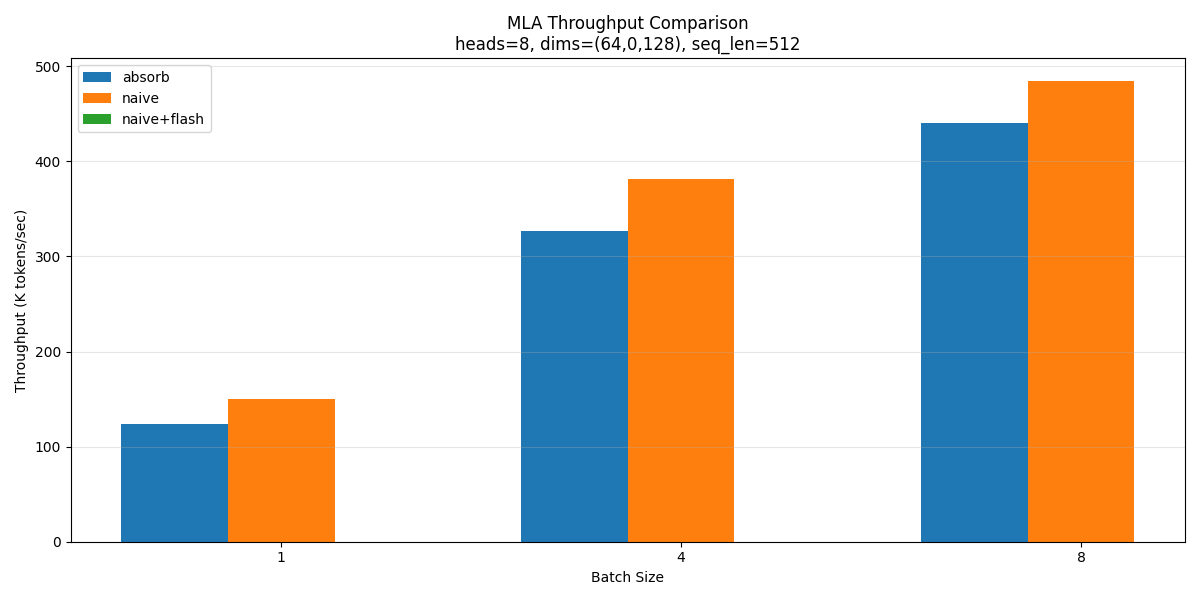 MLA Throughput Comparison
heads=8, dims=(64,0,128), seq_len=512
absorb
naive
naive+flash
Throughput (K tokens/sec)
500
400
300
200
100
0
1 4 8
Batch Size